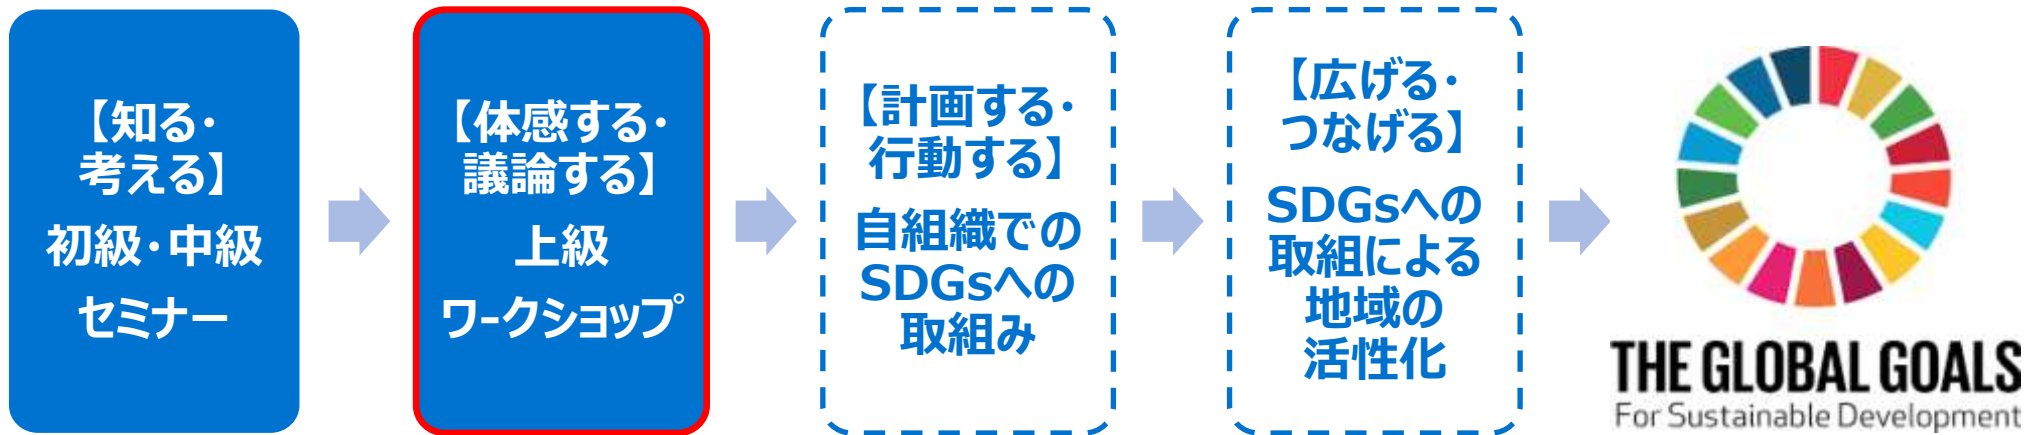 【知る・
考える】
初級・中級
セミナー
【体感する・
議論する】
上級
ワークショップ
【計画する・
行動する】
自組織での
SDGsへの
取組み
【広げる・
つなげる】
SDGsへの
取組による
地域の
活性化
THE GLOBAL GOALS
For Sustainable Development